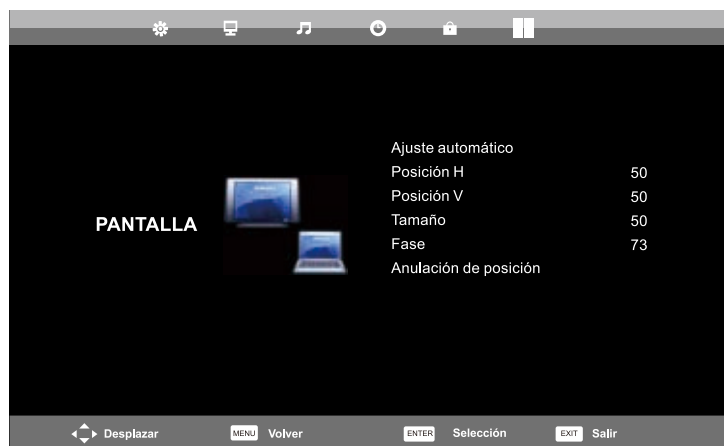 Ajuste automático
Posición H 50
Posición V 50
Tamaño 50
PANTALLA
Fase 73
Anulación de posición
Desplazar MENU Volver ENTER Selección EXIT Salir